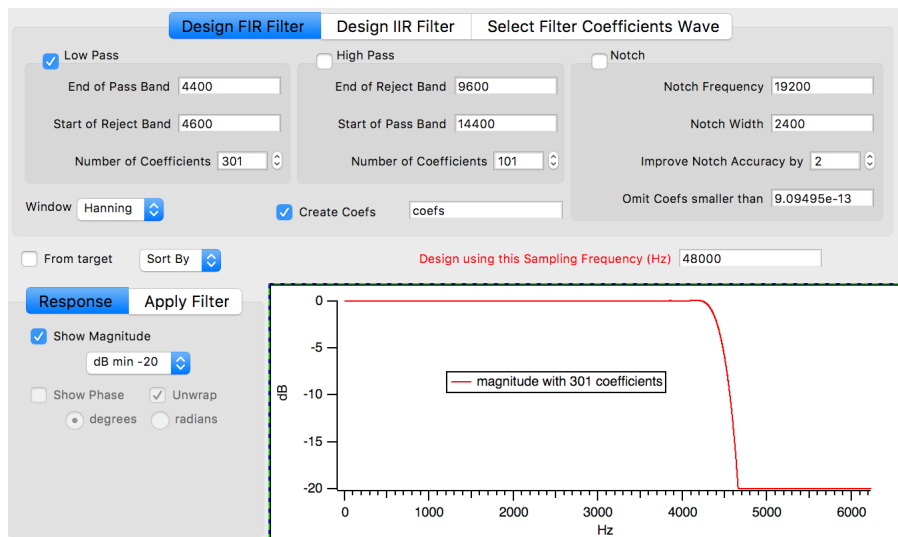 Design FIR Filter Design IIR Filter Select Filter Coefficients Wave
Low Pass High Pass Notch
End of Pass Band 4400 End of Reject Band 9600 Notch Frequency 19200
Start of Reject Band 4600 Start of Pass Band 14400 Notch Width 2400
Number of Coefficients 301 Number of Coefficients 101 Improve Notch Accuracy by 2
Omit Coefs smaller than 9.09495e-13
Window Hanning Create Coefs coefs
From target Sort By Design using this Sampling Frequency (Hz) 48000
Response Apply Filter
Show Magnitude
dB min -20
Show Phase Unwrap
degrees radians
0
-5
-10
-15
-20
dB
magnitude with 301 coefficients
0 1000 2000 3000 4000 5000 6000
Hz